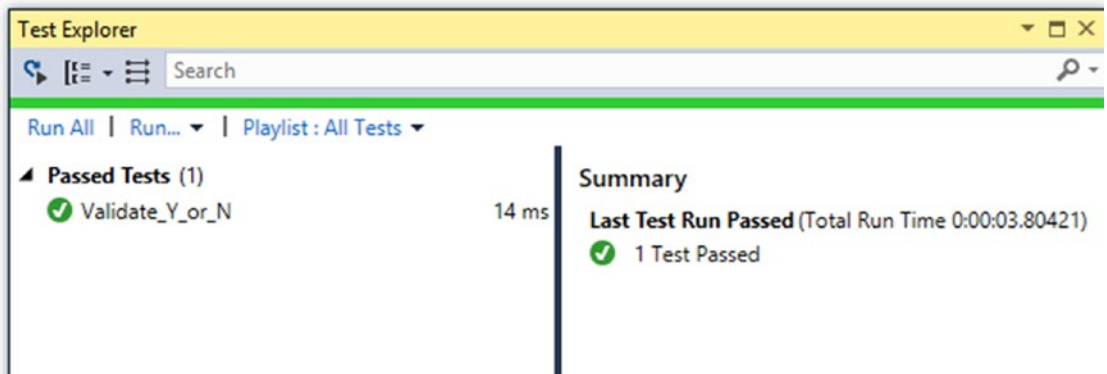 Test Explorer
Search
Run All | Run... | Playlist : All Tests
Passed Tests (1)
Validate_Y_or_N 14 ms
Summary
Last Test Run Passed (Total Run Time 0:00:03.80421)
1 Test Passed